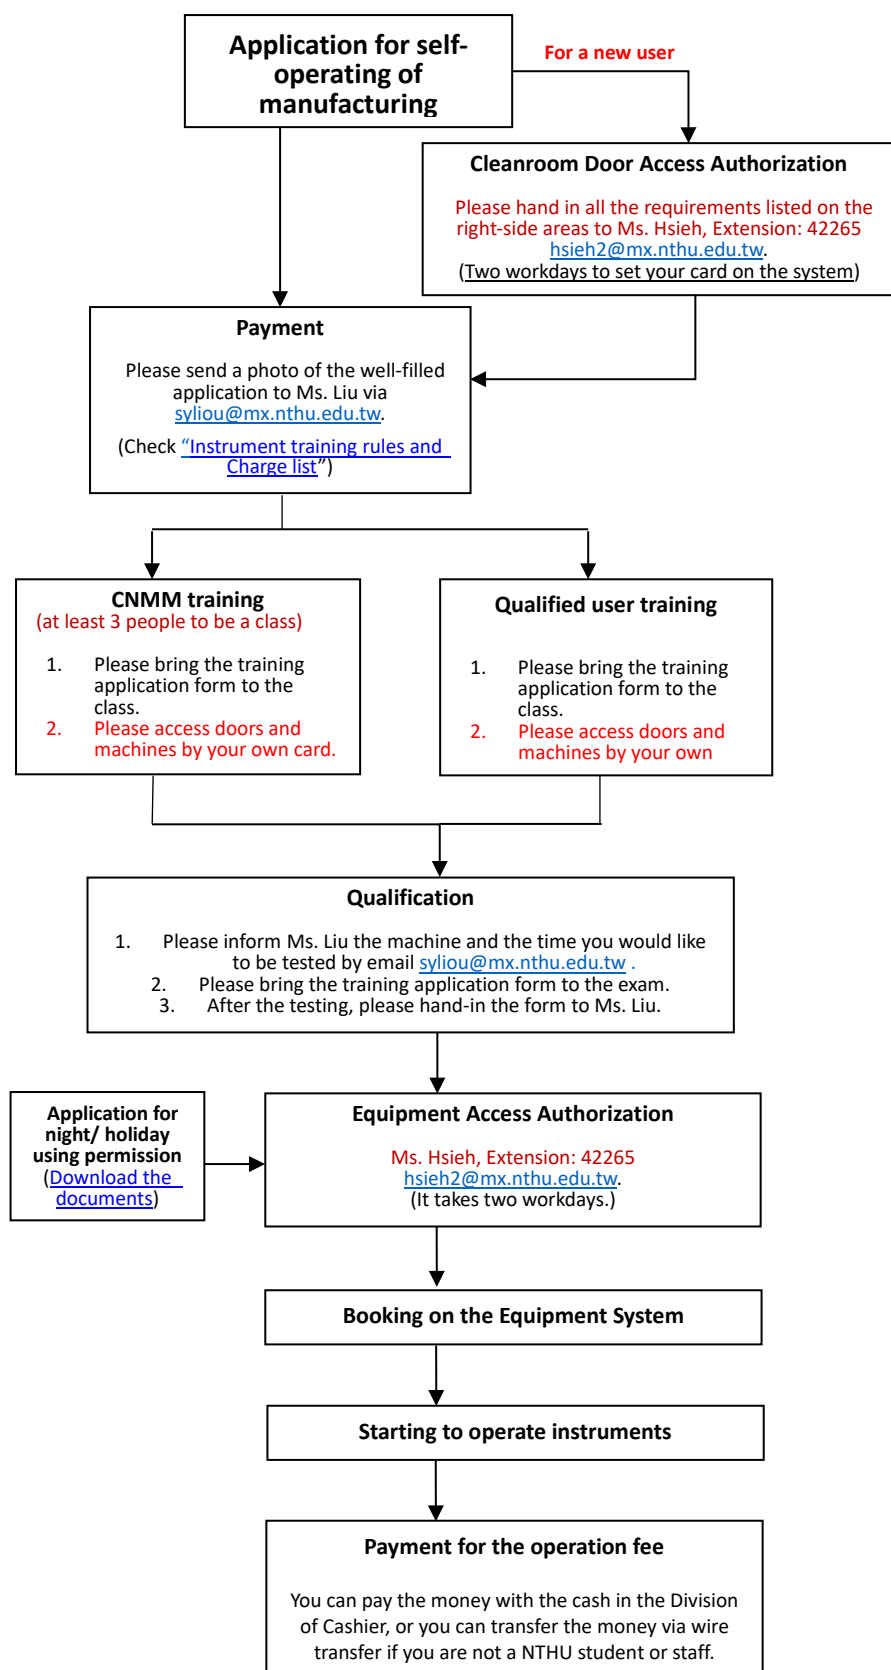 Application for self-
operating of
manufacturing
For a new user
Cleanroom Door Access Authorization
Please hand in all the requirements listed on the
right-side areas to Ms. Hsieh, Extension: 42265
hsieh2@mx.nthu.edu.tw.
(Two workdays to set your card on the system)
Payment
Please send a photo of the well-filled
application to Ms. Liu via
syliou@mx.nthu.edu.tw.
(Check “Instrument training rules and
Charge list”)
CNMM training
(at least 3 people to be a class)
1. Please bring the training
application form to the
class.
2. Please access doors and
machines by your own card.
Qualified user training
1. Please bring the training
application form to the
class.
2. Please access doors and
machines by your own
Qualification
1. Please inform Ms. Liu the machine and the time you would like
to be tested by email syliou@mx.nthu.edu.tw .
2. Please bring the training application form to the exam.
3. After the testing, please hand-in the form to Ms. Liu.
Application for
night/ holiday
using permission
(Download the
documents)
Equipment Access Authorization
Ms. Hsieh, Extension: 42265
hsieh2@mx.nthu.edu.tw.
(It takes two workdays.)
Booking on the Equipment System
Starting to operate instruments
Payment for the operation fee
You can pay the money with the cash in the Division
of Cashier, or you can transfer the money via wire
transfer if you are not a NTHU student or staff.